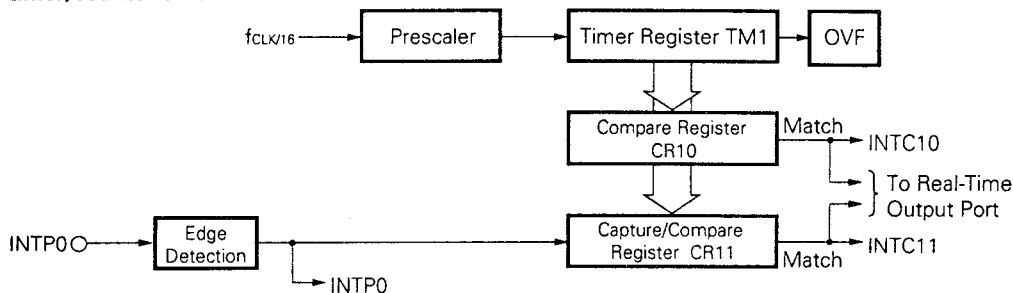 fCLK/16
Prescaler
Timer Register TM1
OVF
Compare Register
CR10
Match
INTC10
To Real-Time
Output Port
INTP0
Edge
Detection
Capture/Compare
Register CR11
Match
INTC11
INTP0